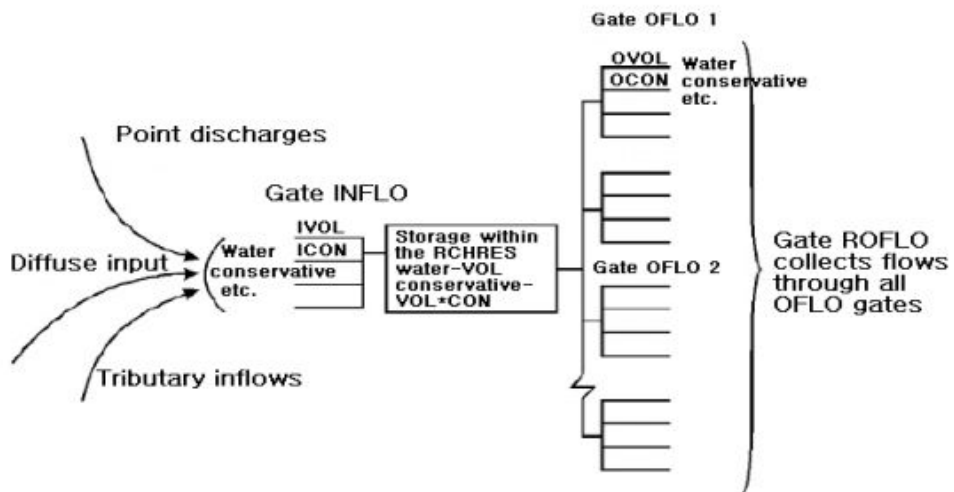 Gate OFLO 1
OVOL
OCON
Water
conservative
etc.
Point discharges
Gate INFLO
IVOL
ICON
Water
conservative
etc.
Diffuse input
Tributary inflows
Storage within
the RCHRES
water-VOL
conservative-
VOL*CON
Gate OFLO 2
Gate ROFLO
collects flows
through all
OFLO gates